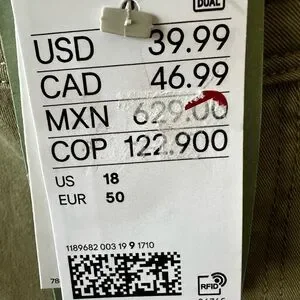 DUAL
USD 39.99
CAD 46.99
MXN 629.00
COP 122.900
US 18
EUR 50
1189682 003 19 9 1710
RFID